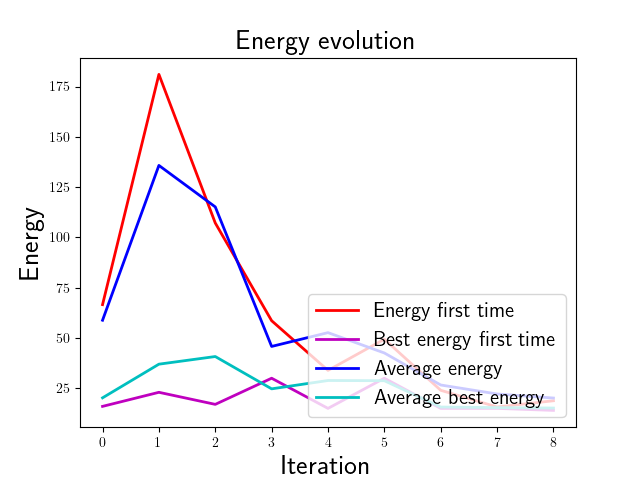 Energy evolution
Energy
175
150
125
100
75
50
25
Energy first time
Best energy first time
Average energy
Average best energy
0 1 2 3 4 5 6 7 8
Iteration